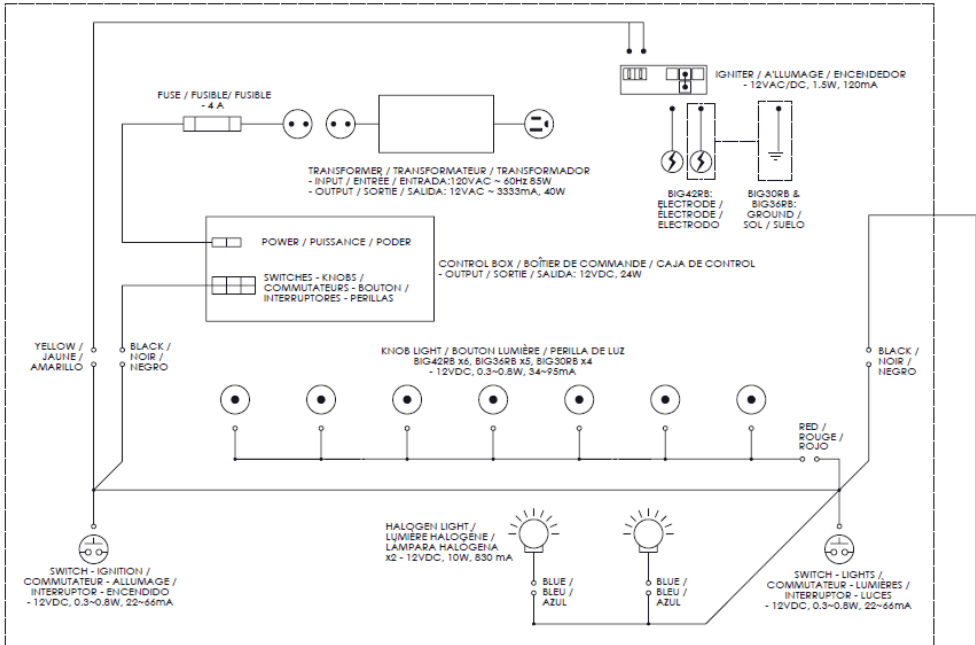 IGNITER / A'LLUMAGE / ENCENDEDOR
- 12VAC/DC, 1.5W, 120mA
FUSE / FUSIBLE/ FUSIBLE
- 4 A
TRANSFORMER / TRANSFORMATEUR / TRANSFORMADOR
- INPUT / ENTRÉE / ENTRADA:120VAC ~ 60Hz 85W
- OUTPUT / SORTIE / SALIDA: 12VAC ~ 3333mA, 40W
BIG42RB:
ELECTRODE /
ÉLECTRODE /
ELECTRODO
BIG30RB &
BIG36RB:
GROUND /
SOL / SUELO
POWER / PUISSANCE / PODER
SWITCHES - KNOBS /
COMMUTATEURS - BOUTON /
INTERRUPTORES - PERILLAS
CONTROL BOX / BOÎTIER DE COMMANDE / CAJA DE CONTROL
- OUTPUT / SORTIE / SALIDA: 12VDC, 24W
YELLOW /
JAUNE /
AMARILLO
BLACK /
NOIR /
NEGRO
KNOB LIGHT / BOUTON LUMIÈRE / PERILLA DE LUZ
BIG42RB x6, BIG36RB x5, BIG30RB x4
- 12VDC, 0.3~0.8W, 34~95mA
BLACK /
NOIR /
NEGRO
RED /
ROUGE /
ROJO
HALOGEN LIGHT /
LUMIÈRE HALOGÈNE /
LÁMPARA HALÓGENA
x2 - 12VDC, 10W, 830 mA
SWITCH - IGNITION /
COMMUTATEUR - ALLUMAGE /
INTERRUPTOR - ENCENDIDO
- 12VDC, 0.3~0.8W, 22~66mA
BLUE /
BLEU /
AZUL
BLUE /
BLEU /
AZUL
SWITCH - LIGHTS /
COMMUTATEUR - LUMIÈRES /
INTERRUPTOR - LUCES
- 12VDC, 0.3~0.8W, 22~66mA